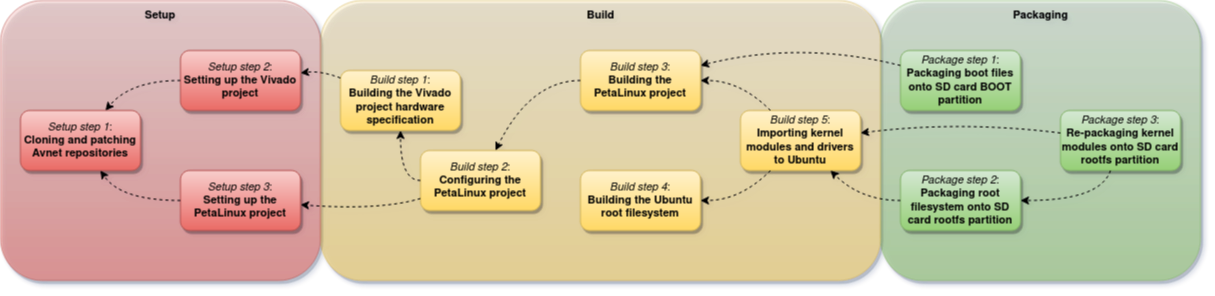 Setup
Build
Packaging
Setup step 1:
Cloning and patching
Avnet repositories
Setup step 2:
Setting up the Vivado
project
Setup step 3:
Setting up the
PetaLinux project
Build step 1:
Building the Vivado
project hardware
specification
Build step 2:
Configuring the
PetaLinux project
Build step 3:
Building the
PetaLinux project
Build step 4:
Building the Ubuntu
root filesystem
Build step 5:
Importing kernel
modules and drivers
to Ubuntu
Package step 1:
Packaging boot files
onto SD card BOOT
partition
Package step 2:
Packaging root
filesystem onto SD
card rootfs partition
Package step 3:
Re-packaging kernel
modules onto SD card
rootfs partition